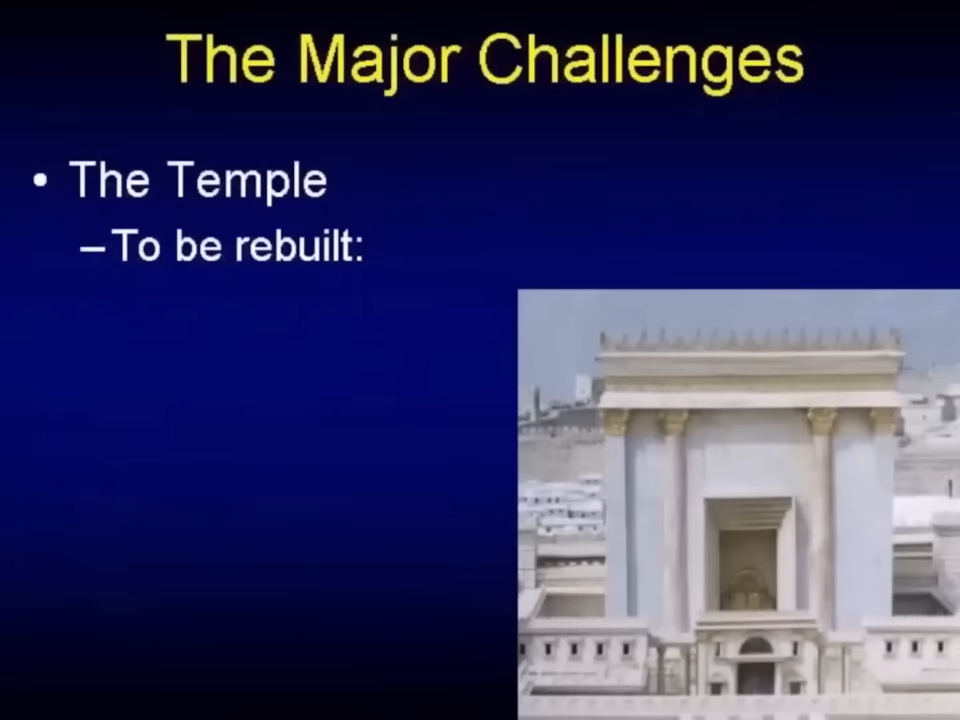 The Major Challenges
• The Temple
– To be rebuilt: